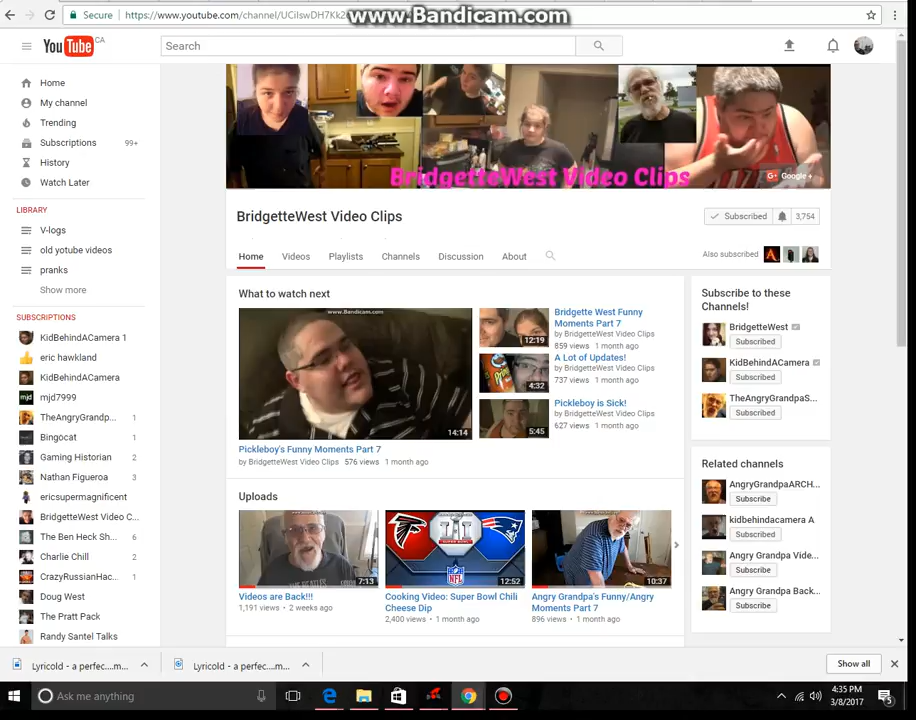 Secure
https://www.youtube.com/channel/UCiIswDH7Kk2
www.Bandicam.com
YouTube CA
Search
Home
My channel
Trending
Subscriptions 99+
History
Watch Later
LIBRARY
V-logs
old yotube videos
pranks
Show more
SUBSCRIPTIONS
KidBehindACamera 1
eric hawkland
KidBehindACamera
mjd7999
TheAngryGrandp... 1
Bingocat 1
Gaming Historian 2
Nathan Figueroa 3
ericsupermagnificent
BridgetteWest Video C...
The Ben Heck Sh... 6
Charlie Chill 2
CrazyRussianHac... 1
Doug West
The Pratt Pack
Randy Santel Talks
BridgetteWest Video Clips
Google +
BridgetteWest Video Clips
Subscribed 3,754
Home Videos Playlists Channels Discussion About
Also subscribed
What to watch next
www.Bandicam.com
14:14
Pickleboy's Funny Moments Part 7
by BridgetteWest Video Clips 576 views 1 month ago
12:19
Bridgette West Funny
Moments Part 7
by BridgetteWest Video Clips
859 views 1 month ago
4:32
A Lot of Updates!
by BridgetteWest Video Clips
737 views 1 month ago
5:45
Pickleboy is Sick!
by BridgetteWest Video Clips
627 views 1 month ago
Uploads
7:13
Videos are Back!!!
1,191 views 2 weeks ago
NFL
12:52
Cooking Video: Super Bowl Chili
Cheese Dip
2,400 views 1 month ago
10:37
Angry Grandpa's Funny/Angry
Moments Part 7
896 views 1 month ago
Subscribe to these
Channels!
BridgetteWest
Subscribed
KidBehindACamera
Subscribed
TheAngryGrandpaS...
Subscribed
Related channels
AngryGrandpaARCH...
Subscribe
kidbehindacamera A
Subscribed
Angry Grandpa Vide...
Subscribe
Angry Grandpa Back...
Subscribe
Lyricold - a perfec....m...
Lyricold - a perfec....m...
Show all
Ask me anything
4:35 PM
3/8/2017
5